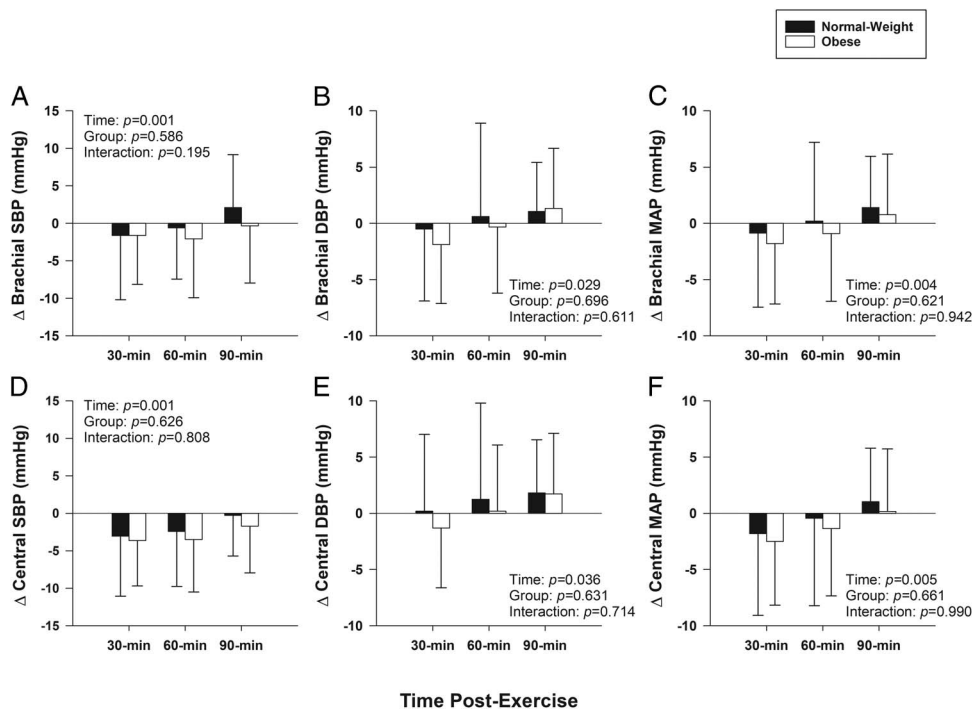 Normal-Weight
Obese
A
Δ Brachial SBP (mmHg)
15
10
5
0
-5
-10
-15
Time: p=0.001
Group: p=0.586
Interaction: p=0.195
30-min 60-min 90-min
B
Δ Brachial DBP (mmHg)
10
5
0
-5
-10
Time: p=0.029
Group: p=0.696
Interaction: p=0.611
30-min 60-min 90-min
C
Δ Brachial MAP (mmHg)
10
5
0
-5
-10
Time: p=0.004
Group: p=0.621
Interaction: p=0.942
30-min 60-min 90-min
D
Δ Central SBP (mmHg)
15
10
5
0
-5
-10
-15
Time: p=0.001
Group: p=0.626
Interaction: p=0.808
30-min 60-min 90-min
E
Δ Central DBP (mmHg)
10
5
0
-5
-10
Time: p=0.036
Group: p=0.631
Interaction: p=0.714
30-min 60-min 90-min
F
Δ Central MAP (mmHg)
10
5
0
-5
-10
Time: p=0.005
Group: p=0.661
Interaction: p=0.990
30-min 60-min 90-min
Time Post-Exercise